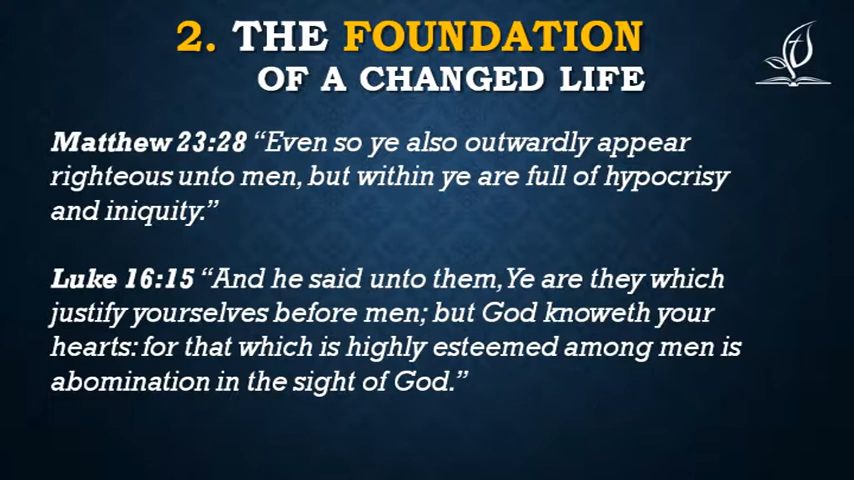 2. THE FOUNDATION
OF A CHANGED LIFE
Matthew 23:28 “Even so ye also outwardly appear
righteous unto men, but within ye are full of hypocrisy
and iniquity.”
Luke 16:15 “And he said unto them, Ye are they which
justify yourselves before men; but God knoweth your
hearts: for that which is highly esteemed among men is
abomination in the sight of God.”